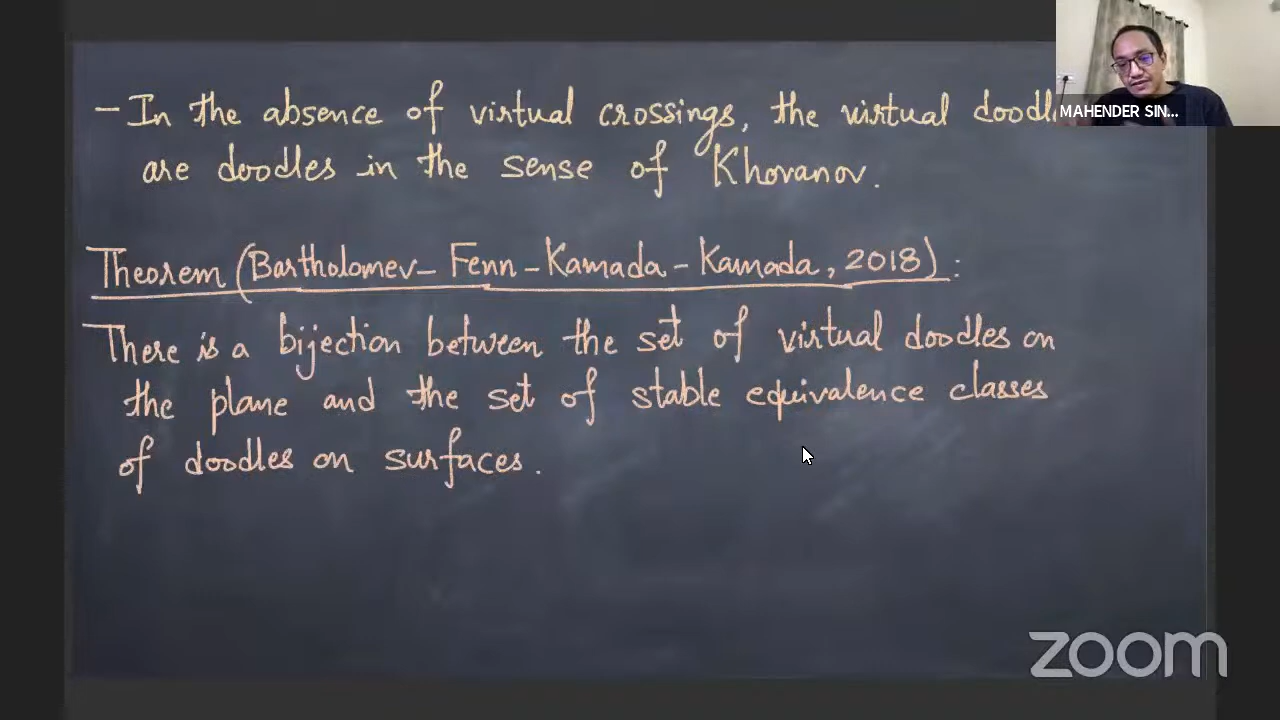 - In the absence of virtual crossings, the virtual doodl
MAHENDER SIN...
are doodles in the sense of Khovanov.
Theorem (Bartholomev- Fenn-Kamada-Kamada, 2018) :
There is a bijection between the set of virtual doodles on
the plane and the set of stable equivalence classes
of doodles on surfaces.
zoom